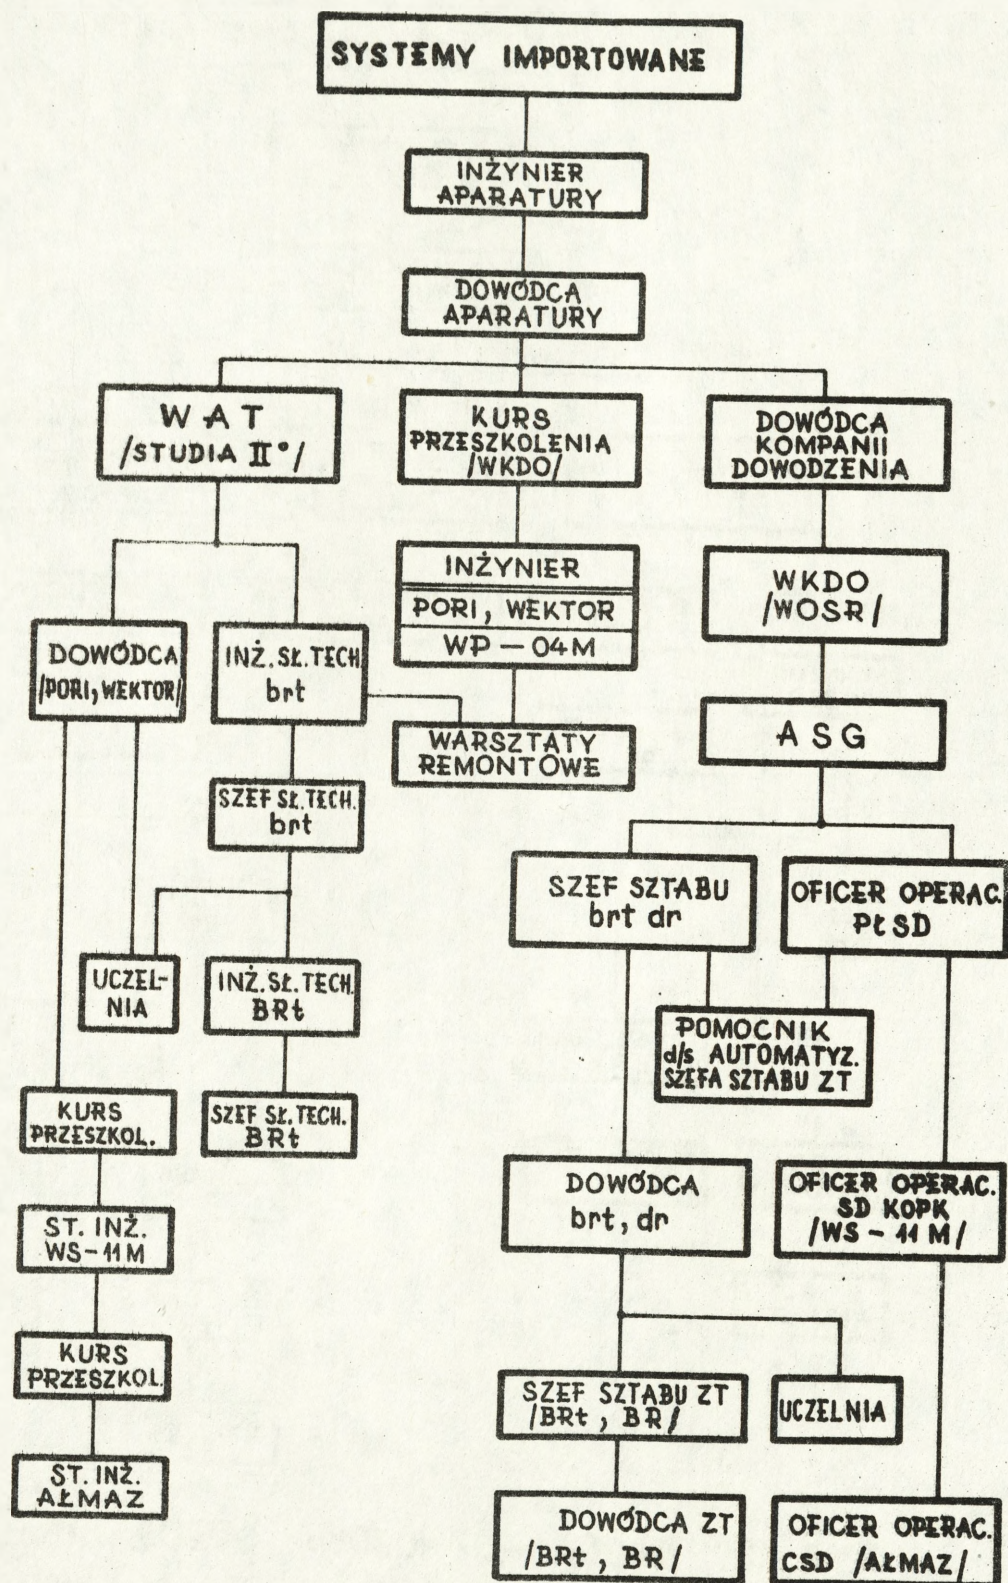 SYSTEMY IMPORTOWANE
INŻYNIER
APARATURY
DOWÓDCA
APARATURY
WAT
/STUDIA II°/
KURS
PRZESZKOLENIA
/WKDO/
DOWÓDCA
KOMPANII
DOWODZENIA
INŻYNIER
PORI, WEKTOR
WP – 04M
WKDO
/WOSR/
DOWÓDCA
/PORI, WEKTOR/
INŻ. SŁ. TECH.
brt
WARSZTATY
REMONTOWE
ASG
SZEF SŁ. TECH.
brt
SZEF SZTABU
brt dr
OFICER OPERAC.
PŁSD
UCZEL-
NIA
INŻ. SŁ. TECH.
BRt
POMOCNIK
d/s AUTOMATYZ.
SZEFA SZTABU ZT
KURS
PRZESZKOL.
SZEF SŁ. TECH.
BRt
DOWÓDCA
brt, dr
OFICER OPERAC.
SD KOPK
/WS – 11 M/
ST. INŻ.
WS – 11M
KURS
PRZESZKOL.
SZEF SZTABU ZT
/BRt, BR/
UCZELNIA
ST. INŻ.
AŁMAZ
DOWÓDCA ZT
/BRt, BR/
OFICER OPERAC.
CSD /AŁMAZ/